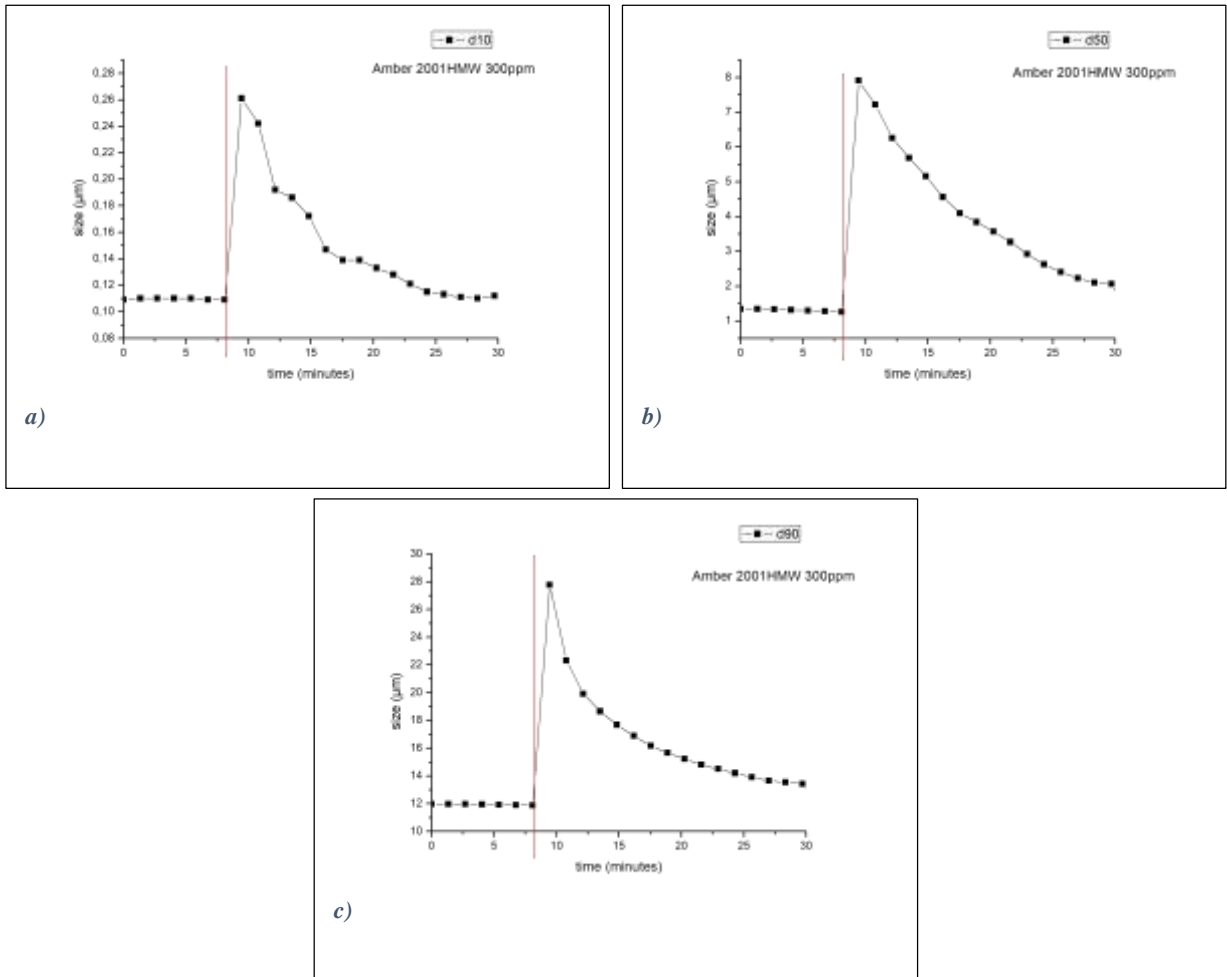 d10
Amber 2001HMW 300ppm
0,28
0,26
0,24
0,22
0,20
0,18
0,16
0,14
0,12
0,10
0,08
size (µm)
0 5 10 15 20 25 30
time (minutes)
a)
d50
Amber 2001HMW 300ppm
8
7
6
5
4
3
2
1
size (µm)
0 5 10 15 20 25 30
time (minutes)
b)
d90
Amber 2001HMW 300ppm
30
28
26
24
22
20
18
16
14
12
10
size (µm)
0 5 10 15 20 25 30
time (minutes)
c)